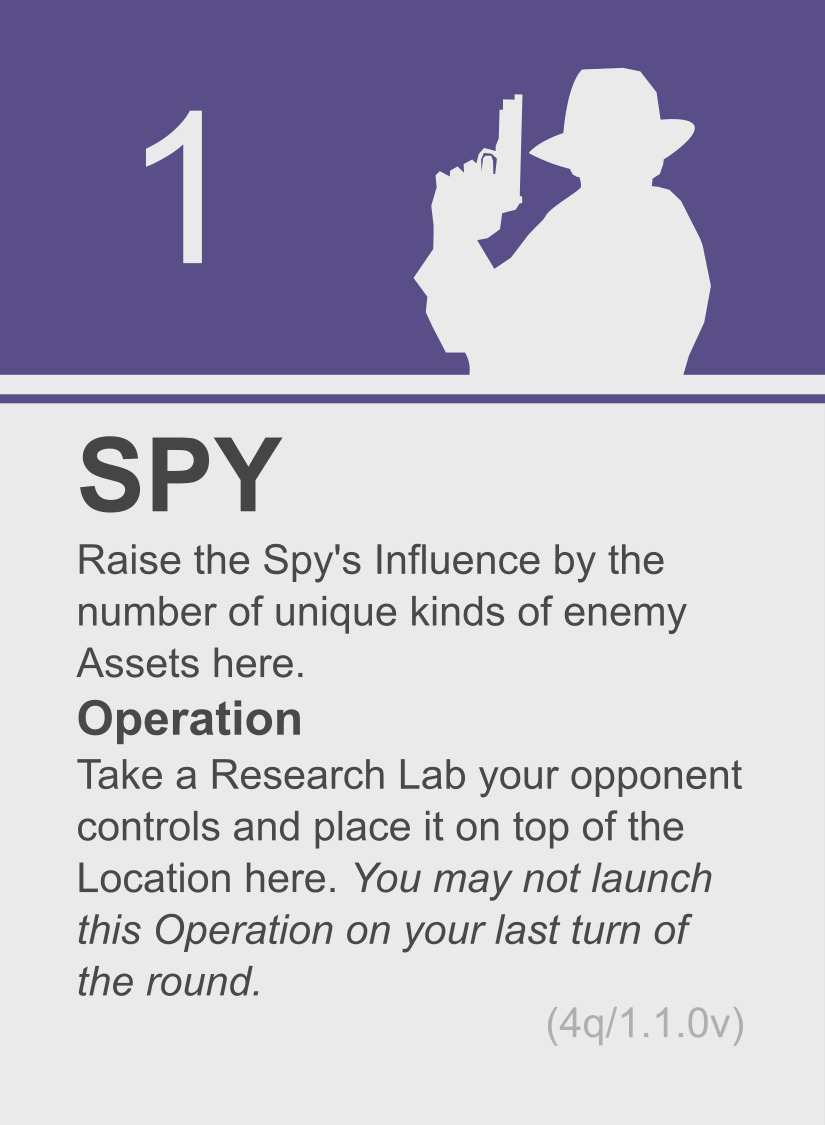 1
SPY
Raise the Spy's Influence by the
number of unique kinds of enemy
Assets here.
Operation
Take a Research Lab your opponent
controls and place it on top of the
Location here. You may not launch
this Operation on your last turn of
the round.
(4q/1.1.0v)